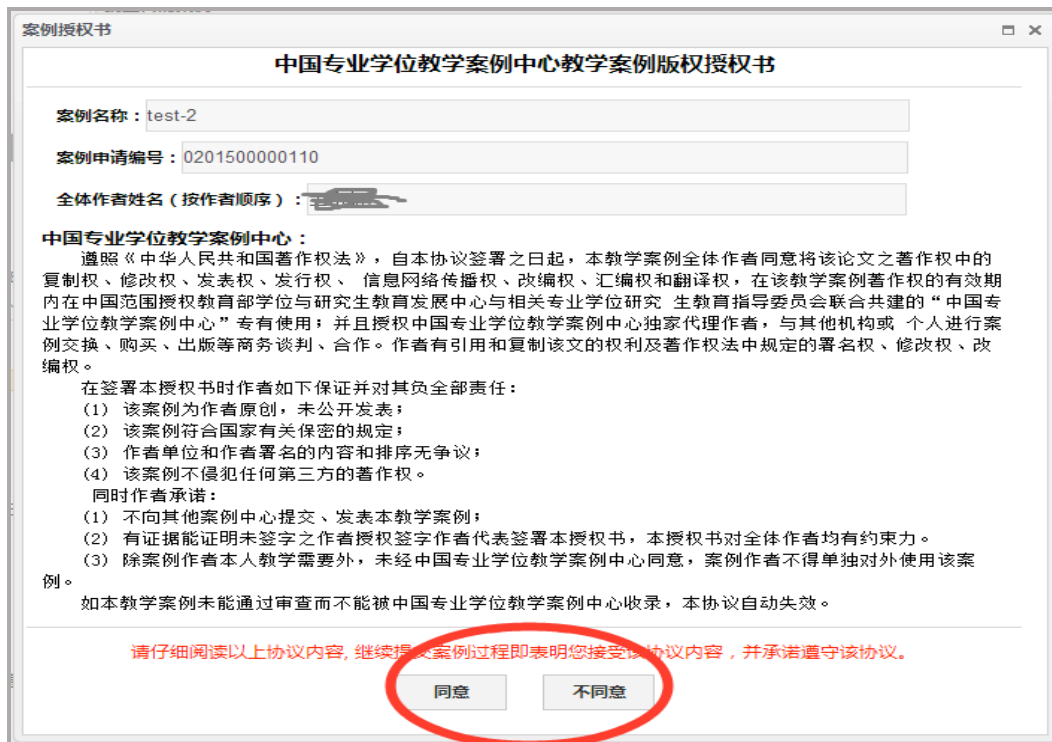 案例授权书
中国专业学位教学案例中心教学案例版权授权书
案例名称：test-2
案例申请编号：0201500000110
全体作者姓名（按作者顺序）：
中国专业学位教学案例中心：
遵照《中华人民共和国著作权法》，自本协议签署之日起，本教学案例全体作者同意将该论文之著作权中的
复制权、修改权、发表权、发行权、 信息网络传播权、改编权、汇编权和翻译权，在该教学案例著作权的有效期
内在中国范围授权教育部学位与研究生教育发展中心与相关专业学位研究 生教育指导委员会联合共建的“中国专
业学位教学案例中心”专有使用；并且授权中国专业学位教学案例中心独家代理作者，与其他机构或 个人进行案
例交换、购买、出版等商务谈判、合作。作者有引用和复制该文的权利及著作权法中规定的署名权、修改权、改
编权。
在签署本授权书时作者如下保证并对其负全部责任：
(1) 该案例为作者原创，未公开发表；
(2) 该案例符合国家有关保密的规定；
(3) 作者单位和作者署名的内容和排序无争议；
(4) 该案例不侵犯任何第三方的著作权。
同时作者承诺：
(1) 不向其他案例中心提交、发表本教学案例；
(2) 有证据能证明未签字之作者授权签字作者代表签署本授权书，本授权书对全体作者均有约束力。
(3) 除案例作者本人教学需要外，未经中国专业学位教学案例中心同意，案例作者不得单独对外使用该案
例。
如本教学案例未能通过审查而不能被中国专业学位教学案例中心收录，本协议自动失效。
请仔细阅读以上协议内容, 继续提交案例过程即表明您接受该协议内容，并承诺遵守该协议。
同意 不同意